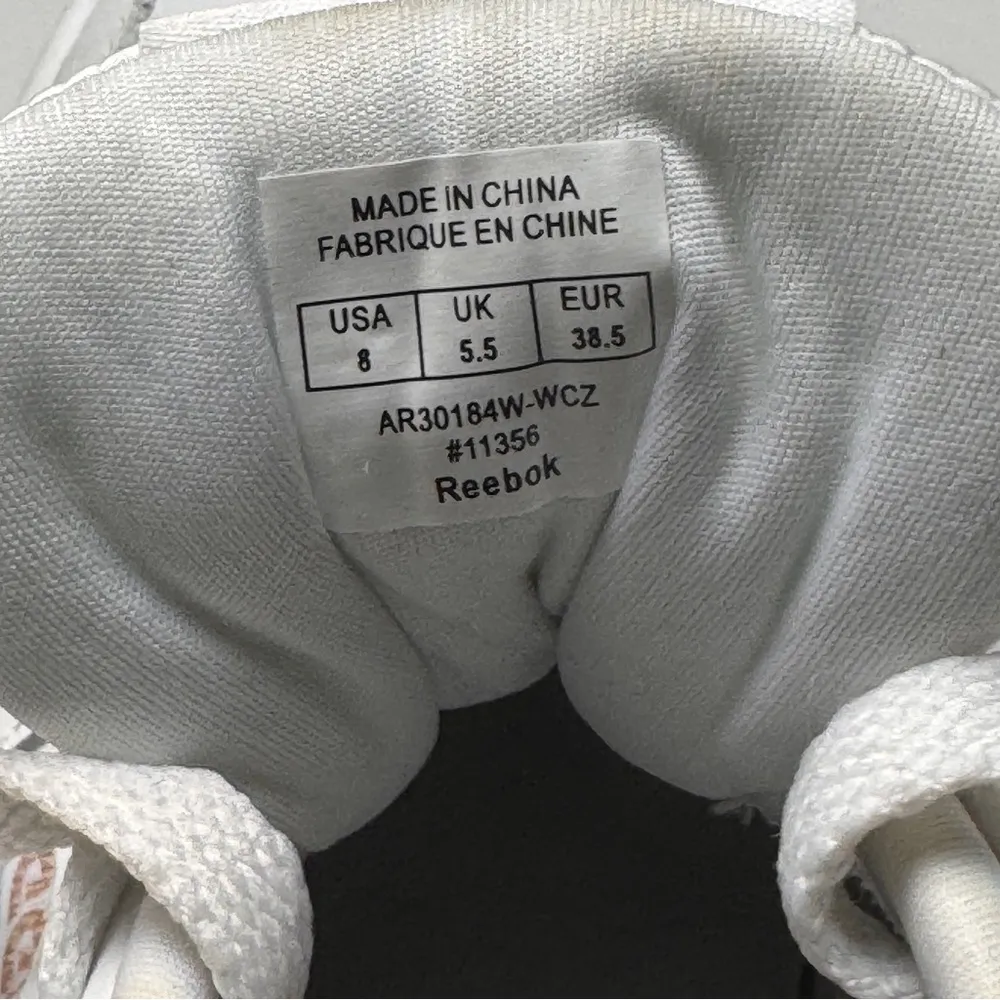 MADE IN CHINA
FABRIQUE EN CHINE
USA UK EUR
8 5.5 38.5
AR30184W-WCZ
#11356
Reebok